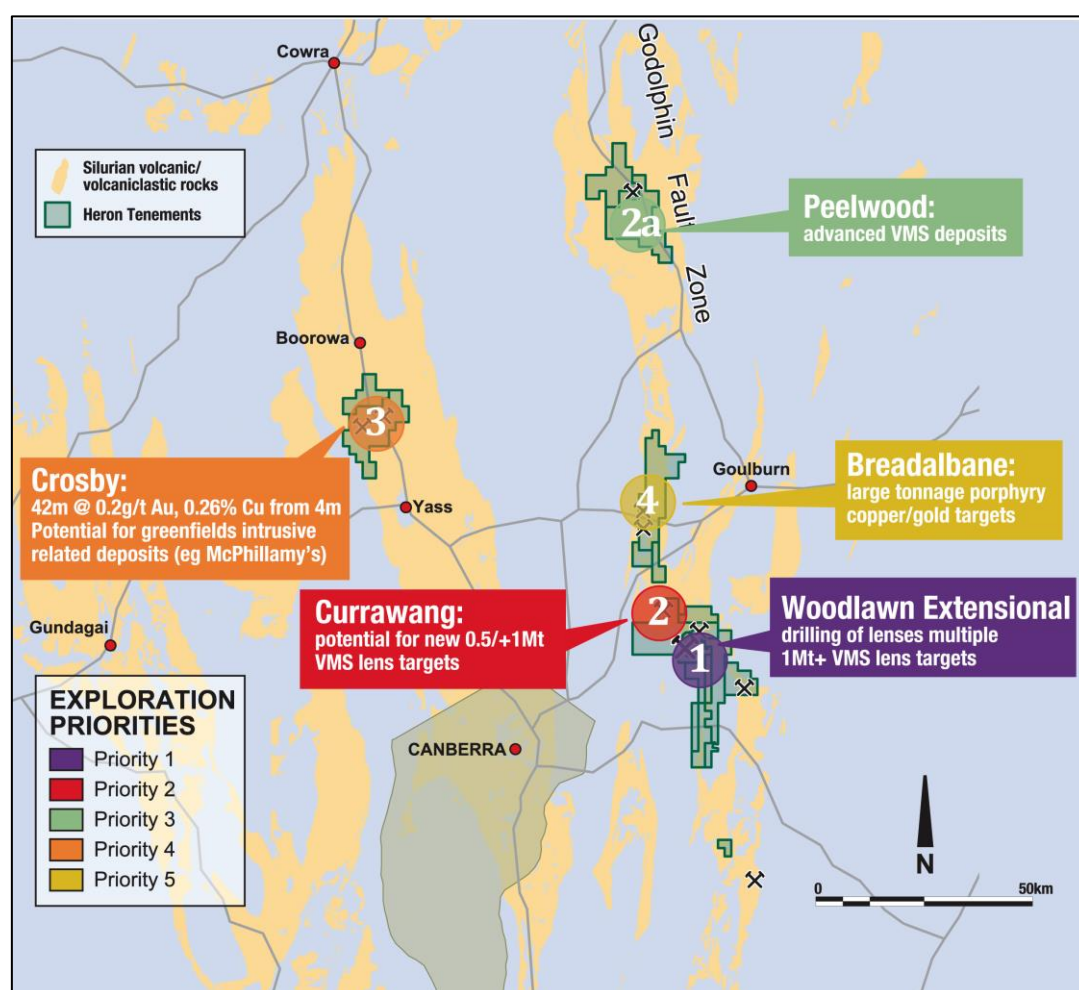 Cowra
Godolphin
Fault
Zone
Silurian volcanic/
volcaniclastic rocks
Heron Tenements
2a
Peelwood:
advanced VMS deposits
Boorowa
3
Crosby:
42m @ 0.2g/t Au, 0.26% Cu from 4m
Potential for greenfields intrusive
related deposits (eg McPhillamy's)
Yass
Goulburn
4
Breadalbane:
large tonnage porphyry
copper/gold targets
Gundagai
Currawang:
potential for new 0.5/+1Mt
VMS lens targets
2
1
Woodlawn Extensional
drilling of lenses multiple
1Mt+ VMS lens targets
CANBERRA
EXPLORATION
PRIORITIES
Priority 1
Priority 2
Priority 3
Priority 4
Priority 5
N
0 50km